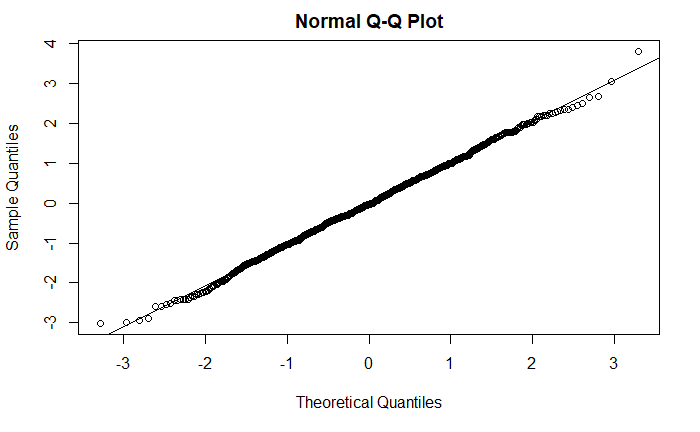 Normal Q-Q Plot
4
3
2
1
0
-1
-2
-3
Sample Quantiles
-3 -2 -1 0 1 2 3
Theoretical Quantiles